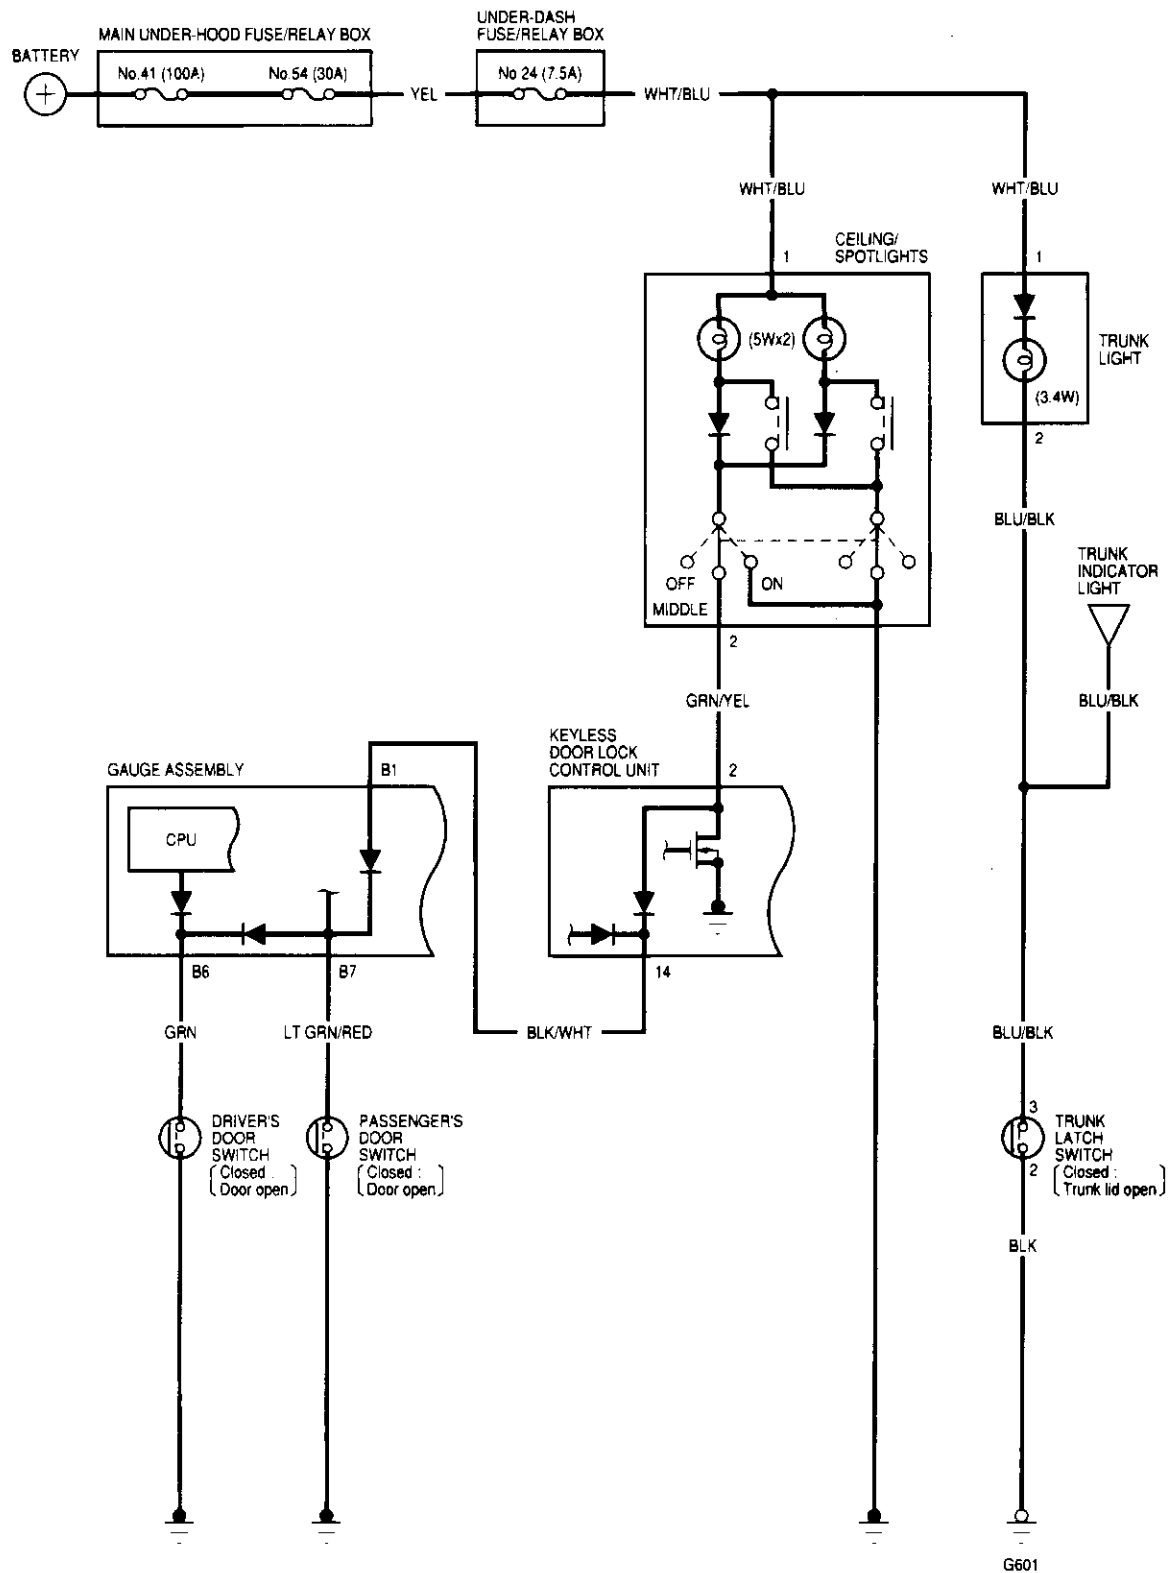 UNDER-DASH
FUSE/RELAY BOX
MAIN UNDER-HOOD FUSE/RELAY BOX
BATTERY
No.41 (100A)
No.54 (30A)
No 24 (7.5A)
YEL
WHT/BLU
WHT/BLU
WHT/BLU
CEILING/
SPOTLIGHTS
1
1
(5Wx2)
TRUNK
LIGHT
(3.4W)
2
BLU/BLK
TRUNK
INDICATOR
LIGHT
OFF
ON
MIDDLE
2
GRN/YEL
BLU/BLK
KEYLESS
DOOR LOCK
CONTROL UNIT
2
GAUGE ASSEMBLY
B1
CPU
B6
B7
14
GRN
LT GRN/RED
BLK/WHT
BLU/BLK
DRIVER'S
DOOR
SWITCH
(Closed :
Door open)
PASSENGER'S
DOOR
SWITCH
(Closed :
Door open)
3
2
TRUNK
LATCH
SWITCH
(Closed :
Trunk lid open)
BLK
G601